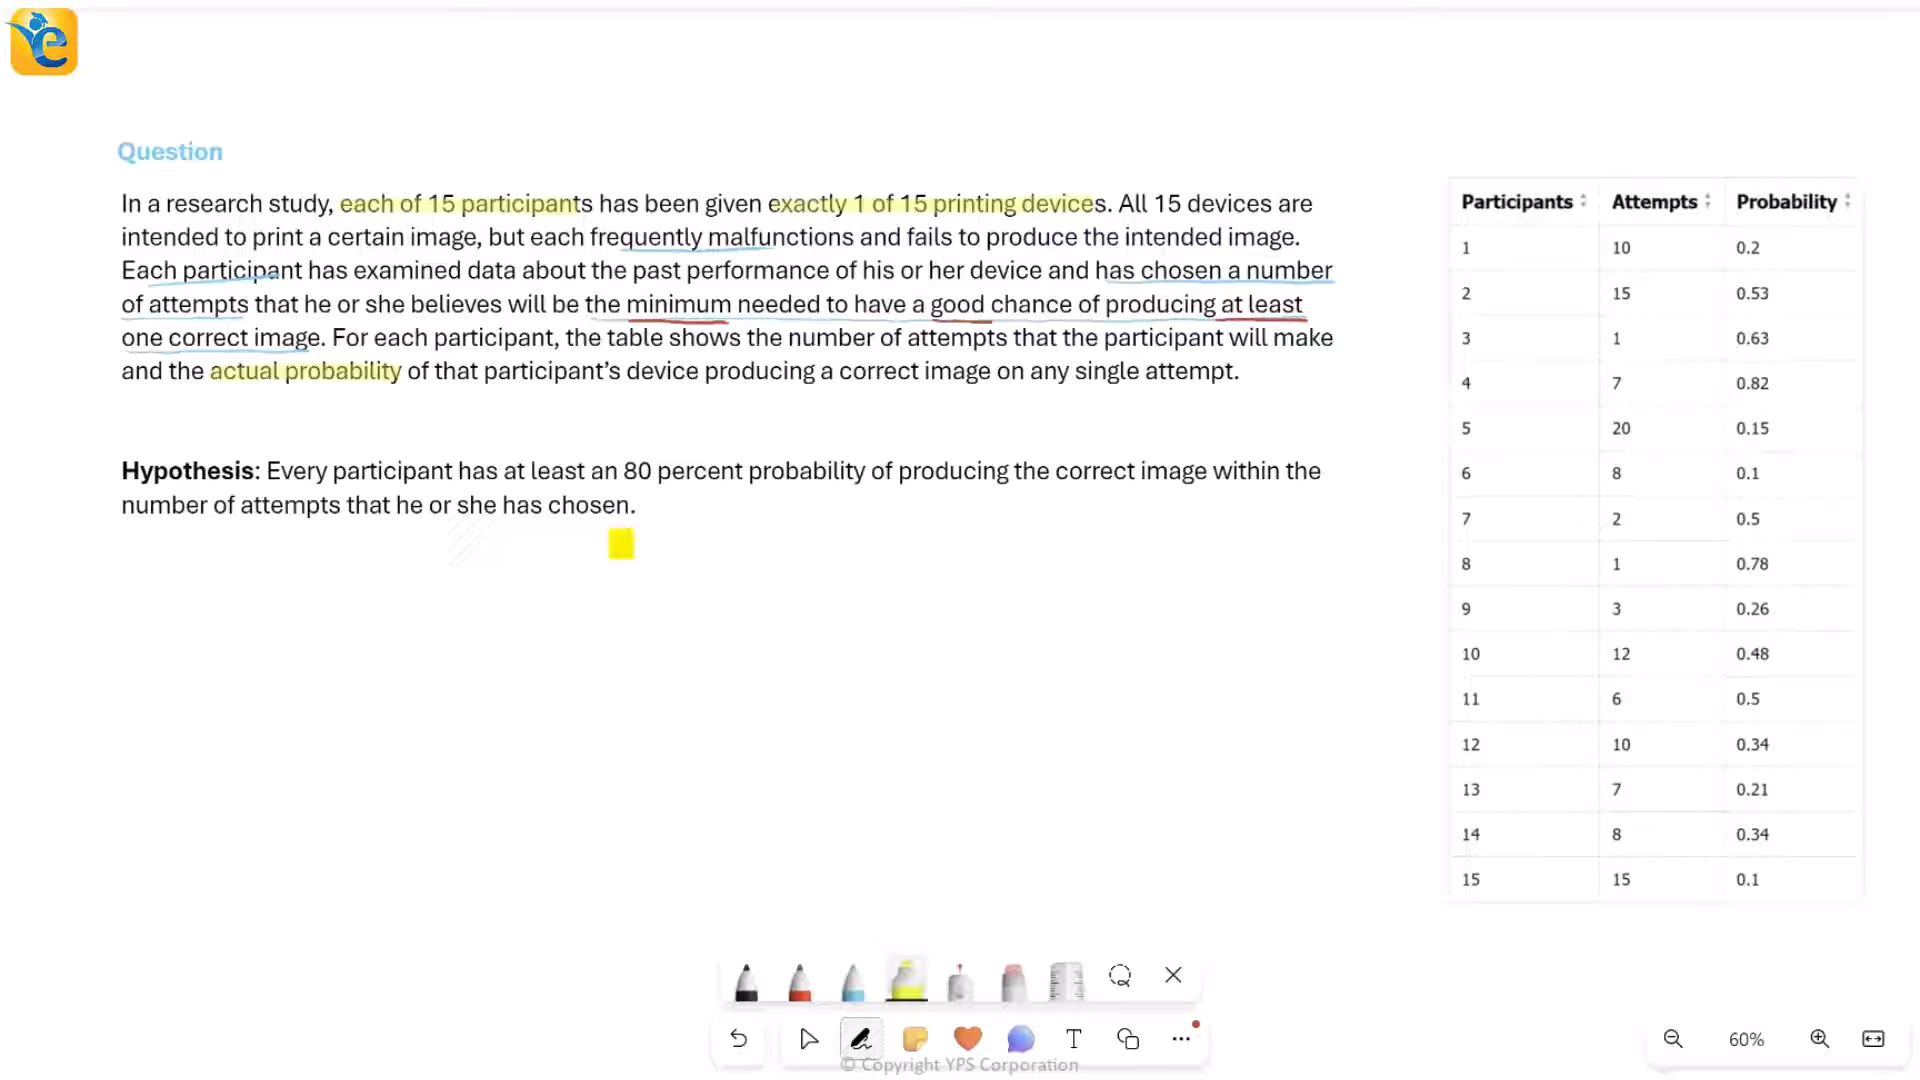 e
Question
In a research study, each of 15 participants has been given exactly 1 of 15 printing devices. All 15 devices are
intended to print a certain image, but each frequently malfunctions and fails to produce the intended image.
Each participant has examined data about the past performance of his or her device and has chosen a number
of attempts that he or she believes will be the minimum needed to have a good chance of producing at least
one correct image. For each participant, the table shows the number of attempts that the participant will make
and the actual probability of that participant's device producing a correct image on any single attempt.
Hypothesis: Every participant has at least an 80 percent probability of producing the correct image within the
number of attempts that he or she has chosen.
Participants Attempts Probability
1 10 0.2
2 15 0.53
3 1 0.63
4 7 0.82
5 20 0.15
6 8 0.1
7 2 0.5
8 1 0.78
9 3 0.26
10 12 0.48
11 6 0.5
12 10 0.34
13 7 0.21
14 8 0.34
15 15 0.1
T
60%
© Copyright YPS Corporation